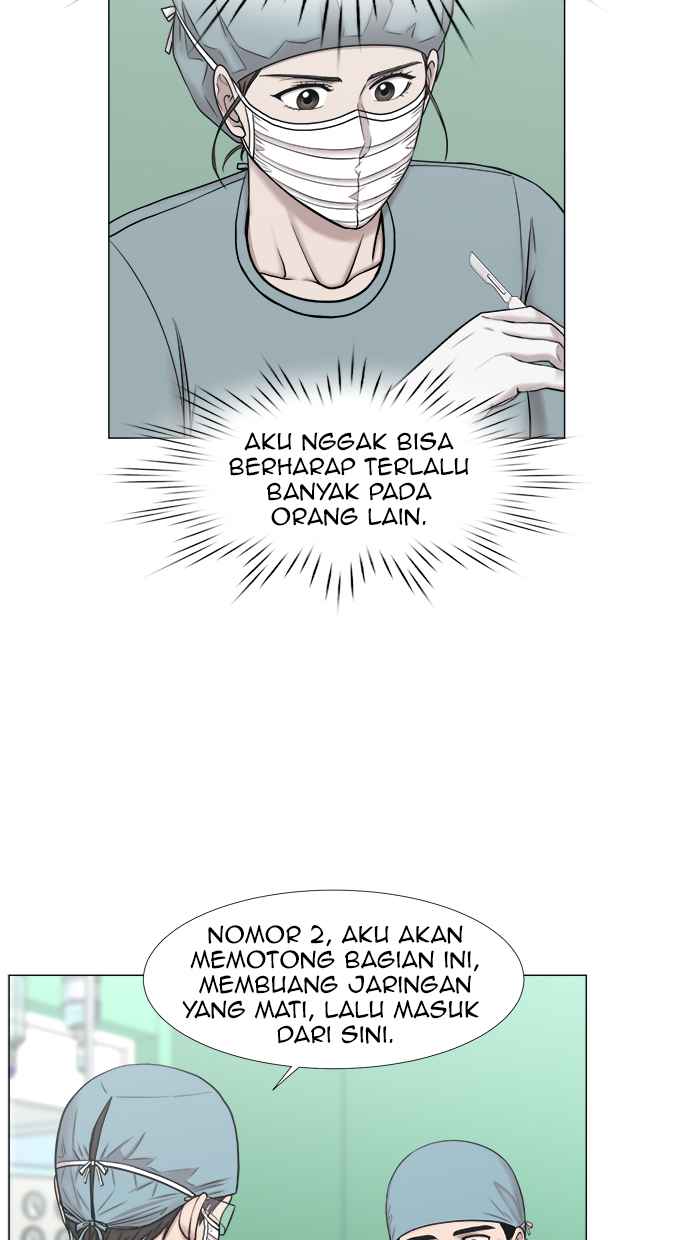 AKU NGGAK BISA
BERHARAP TERLALU
BANYAK PADA
ORANG LAIN.
NOMOR 2, AKU AKAN
MEMOTONG BAGIAN INI,
MEMBUANG JARINGAN
YANG MATI, LALU MASUK
DARI SINI.